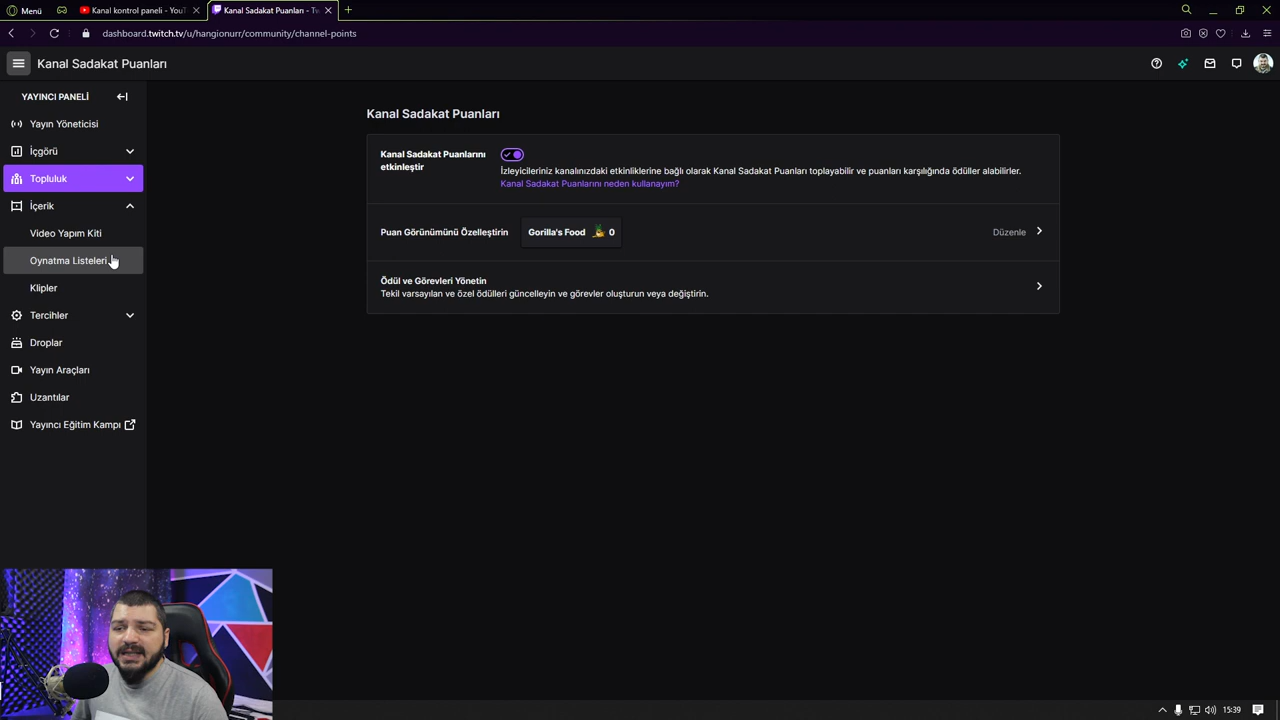 Menü
Kanal kontrol paneli - YouT
Kanal Sadakat Puanları - Tw
dashboard.twitch.tv/u/hangionurr/community/channel-points
Kanal Sadakat Puanları
YAYINCI PANELİ
Yayın Yöneticisi
İçgörü
Topluluk
İçerik
Video Yapım Kiti
Oynatma Listeleri
Klipler
Tercihler
Droplar
Yayın Araçları
Uzantılar
Yayıncı Eğitim Kampı
Kanal Sadakat Puanları
Kanal Sadakat Puanlarını
etkinleştir
İzleyicileriniz kanalınızdaki etkinliklerine bağlı olarak Kanal Sadakat Puanları toplayabilir ve puanları karşılığında ödüller alabilirler.
Kanal Sadakat Puanlarını neden kullanayım?
Puan Görünümünü Özelleştirin
Gorilla's Food 0
Düzenle
Ödül ve Görevleri Yönetin
Tekil varsayılan ve özel ödülleri güncelleyin ve görevler oluşturun veya değiştirin.
15:39